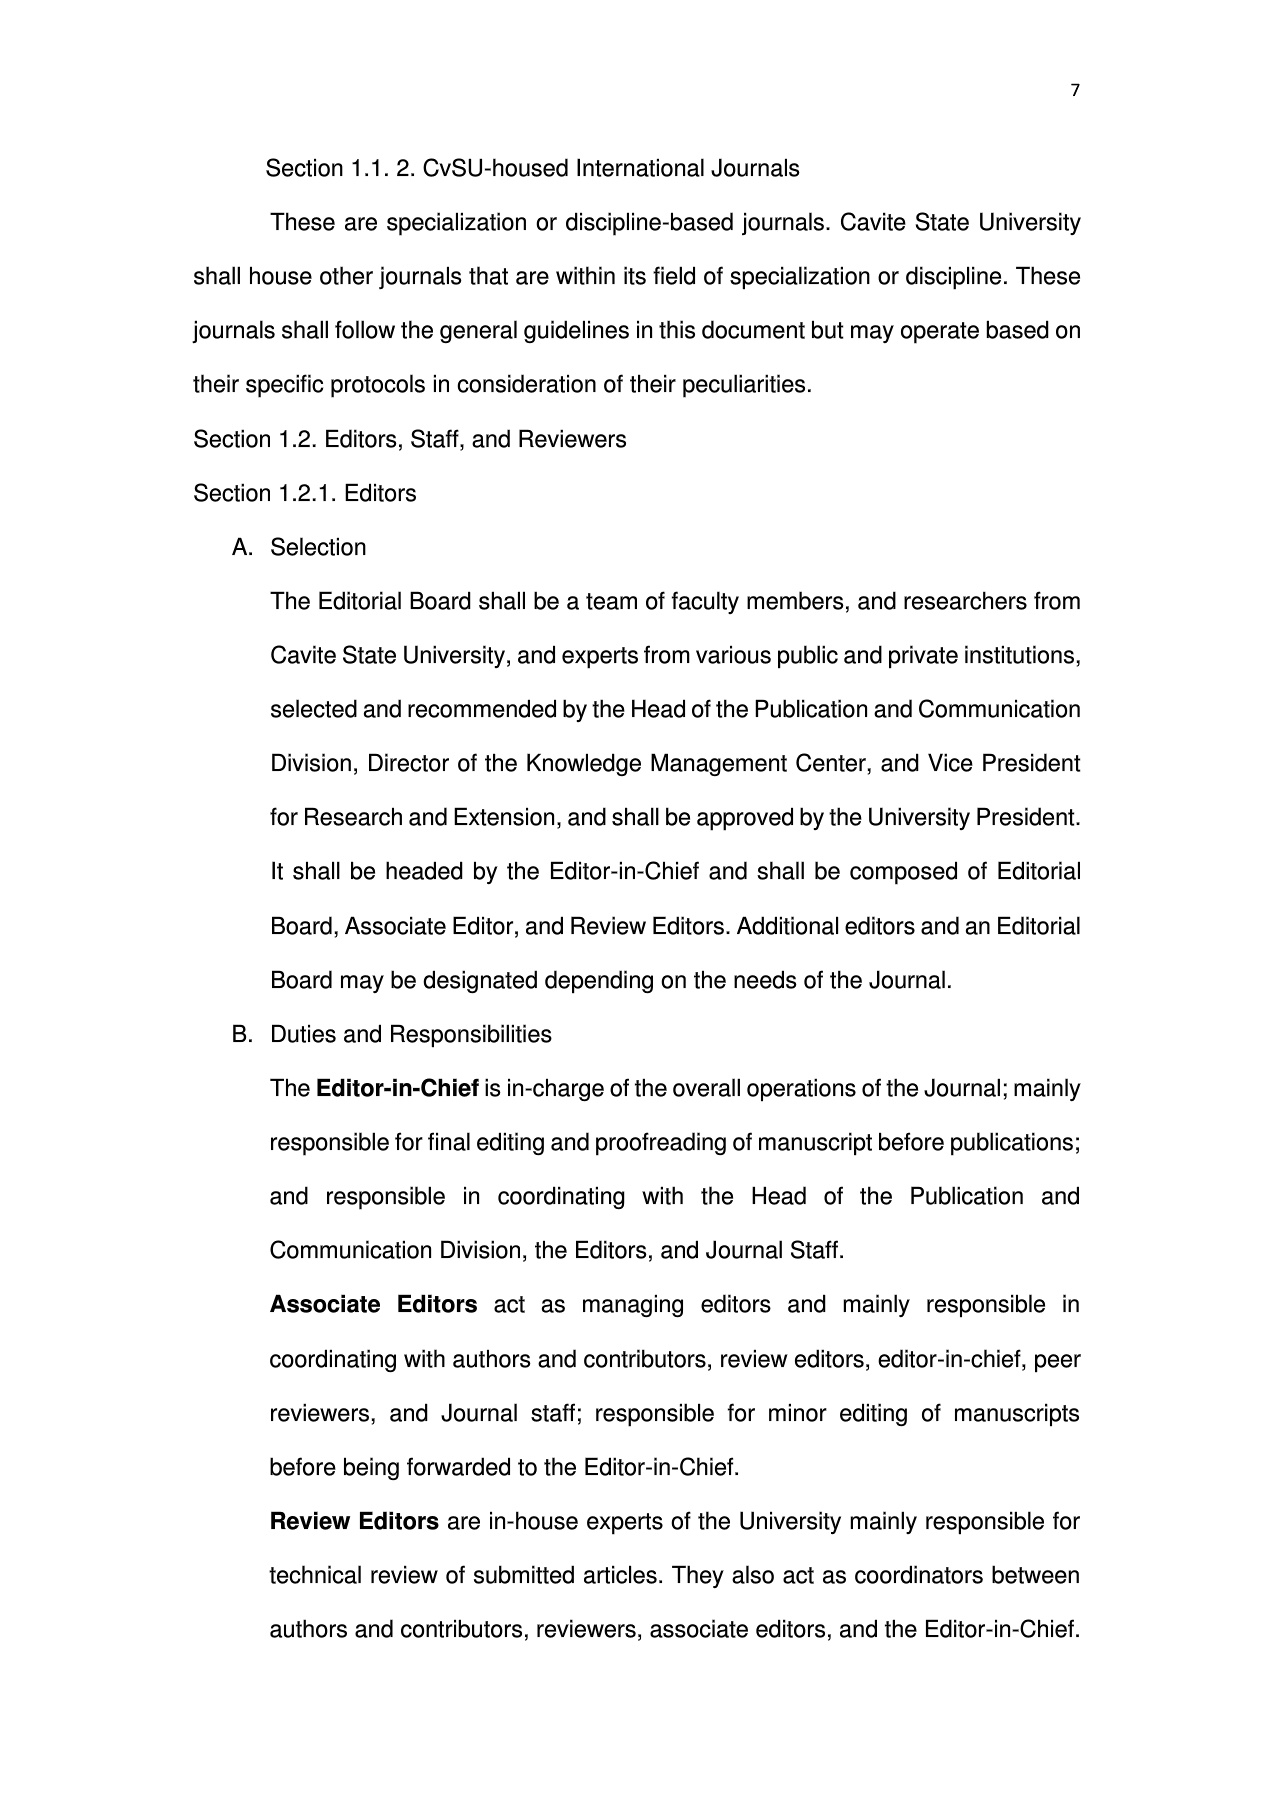 7
Section 1.1. 2. CvSU-housed International Journals
These are specialization or discipline-based journals. Cavite State University
shall house other journals that are within its field of specialization or discipline. These
journals shall follow the general guidelines in this document but may operate based on
their specific protocols in consideration of their peculiarities.
Section 1.2. Editors, Staff, and Reviewers
Section 1.2.1. Editors
A. Selection
The Editorial Board shall be a team of faculty members, and researchers from
Cavite State University, and experts from various public and private institutions,
selected and recommended by the Head of the Publication and Communication
Division, Director of the Knowledge Management Center, and Vice President
for Research and Extension, and shall be approved by the University President.
It shall be headed by the Editor-in-Chief and shall be composed of Editorial
Board, Associate Editor, and Review Editors. Additional editors and an Editorial
Board may be designated depending on the needs of the Journal.
B. Duties and Responsibilities
The Editor-in-Chief is in-charge of the overall operations of the Journal; mainly
responsible for final editing and proofreading of manuscript before publications;
and responsible in coordinating with the Head of the Publication and
Communication Division, the Editors, and Journal Staff.
Associate Editors act as managing editors and mainly responsible in
coordinating with authors and contributors, review editors, editor-in-chief, peer
reviewers, and Journal staff; responsible for minor editing of manuscripts
before being forwarded to the Editor-in-Chief.
Review Editors are in-house experts of the University mainly responsible for
technical review of submitted articles. They also act as coordinators between
authors and contributors, reviewers, associate editors, and the Editor-in-Chief.